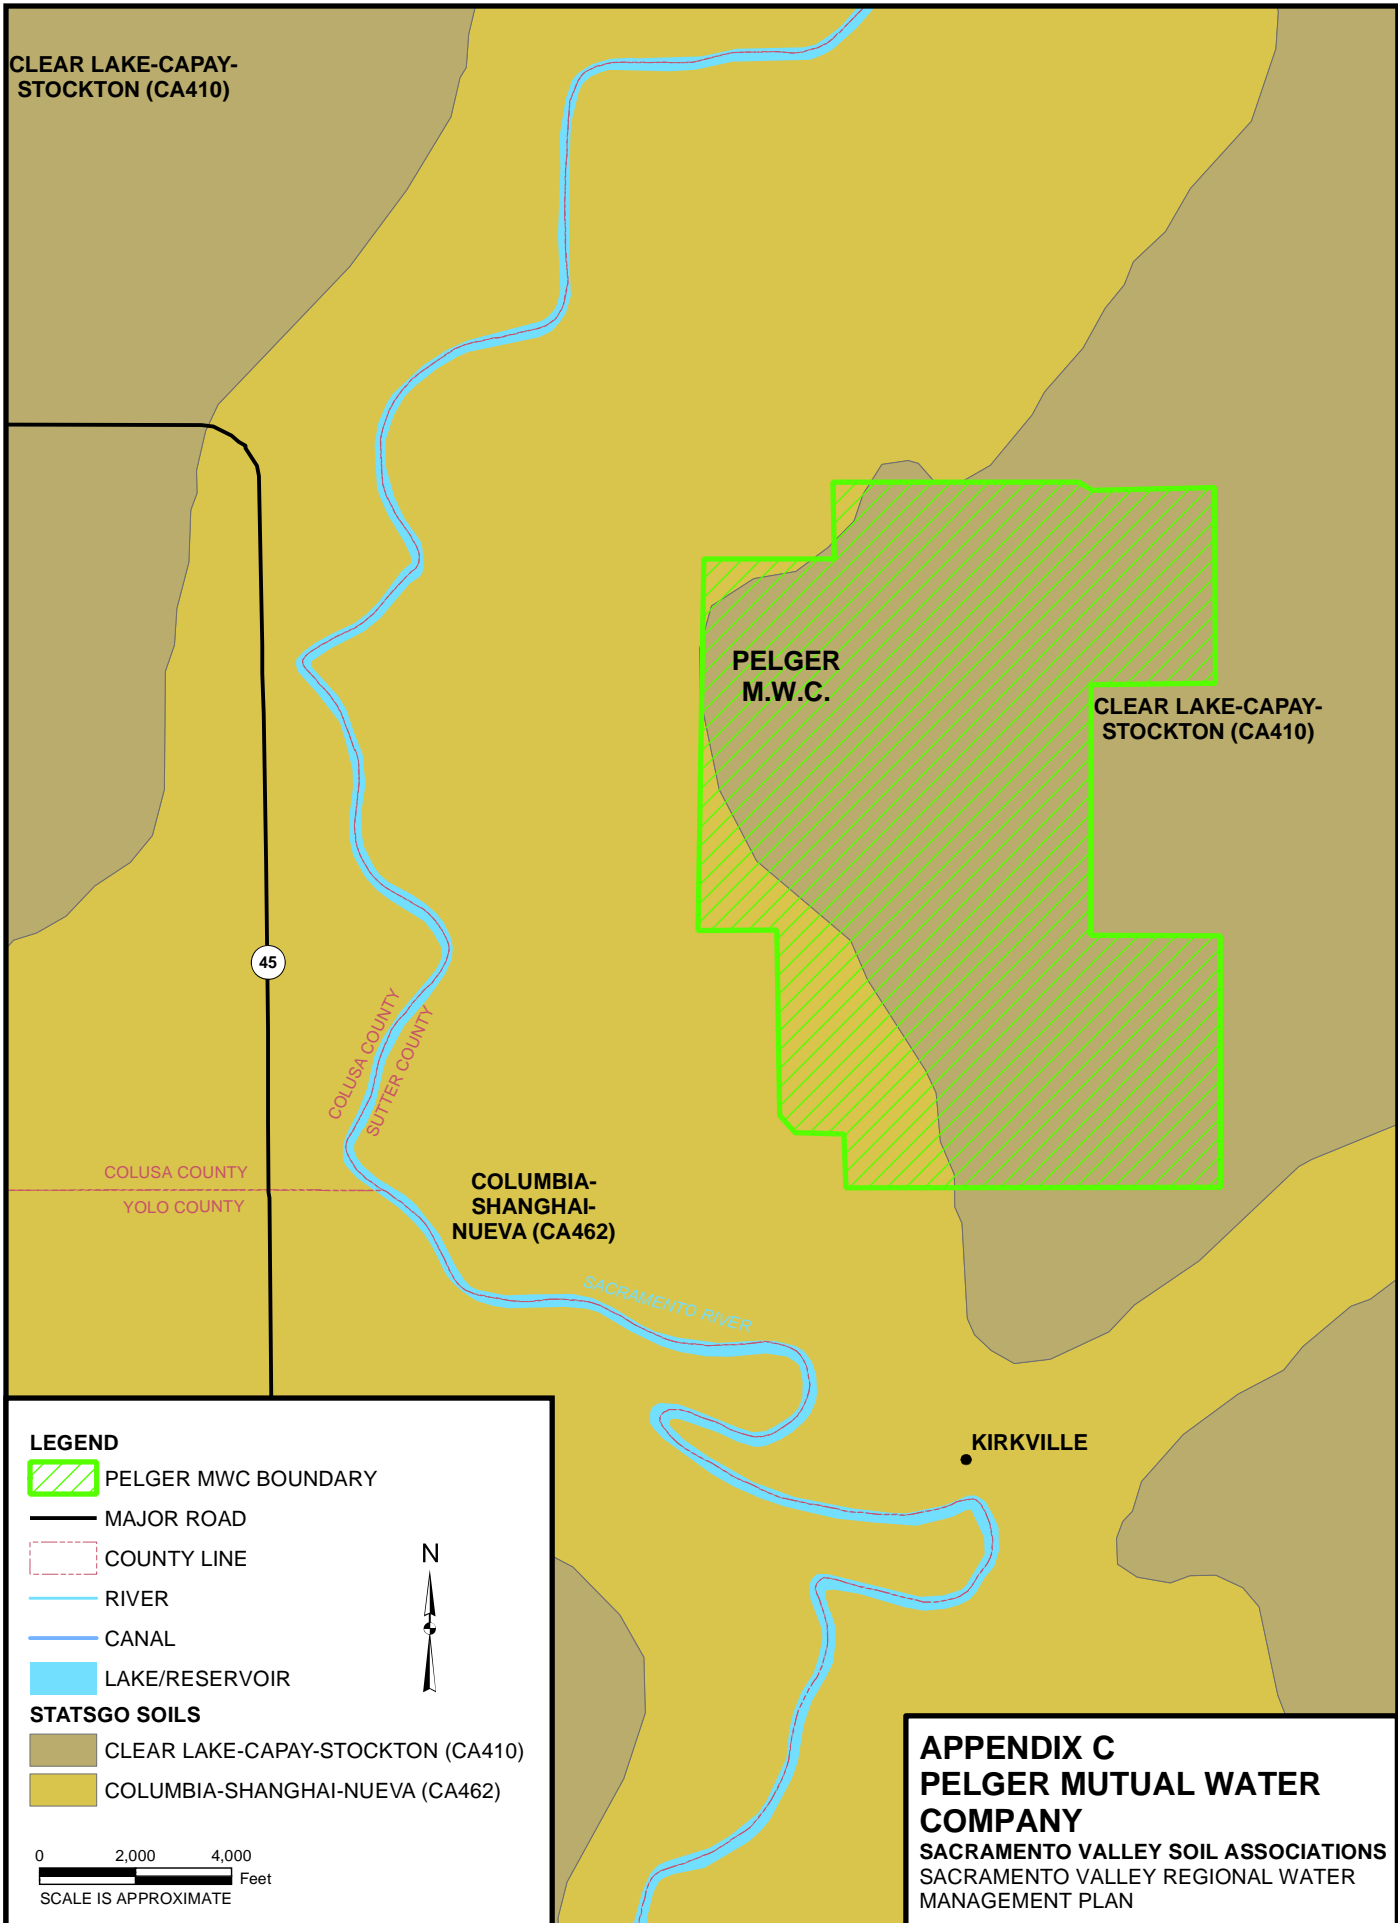 CLEAR LAKE-CAPAY-
STOCKTON (CA410)
PELGER
M.W.C.
CLEAR LAKE-CAPAY-
STOCKTON (CA410)
45
COLUSA COUNTY
SUTTER COUNTY
COLUSA COUNTY
YOLO COUNTY
COLUMBIA-
SHANGHAI-
NUEVA (CA462)
SACRAMENTO RIVER
KIRKVILLE
LEGEND
PELGER MWC BOUNDARY
MAJOR ROAD
COUNTY LINE
RIVER
CANAL
LAKE/RESERVOIR
N
STATSGO SOILS
CLEAR LAKE-CAPAY-STOCKTON (CA410)
COLUMBIA-SHANGHAI-NUEVA (CA462)
0 2,000 4,000
Feet
SCALE IS APPROXIMATE
APPENDIX C
PELGER MUTUAL WATER
COMPANY
SACRAMENTO VALLEY SOIL ASSOCIATIONS
SACRAMENTO VALLEY REGIONAL WATER
MANAGEMENT PLAN